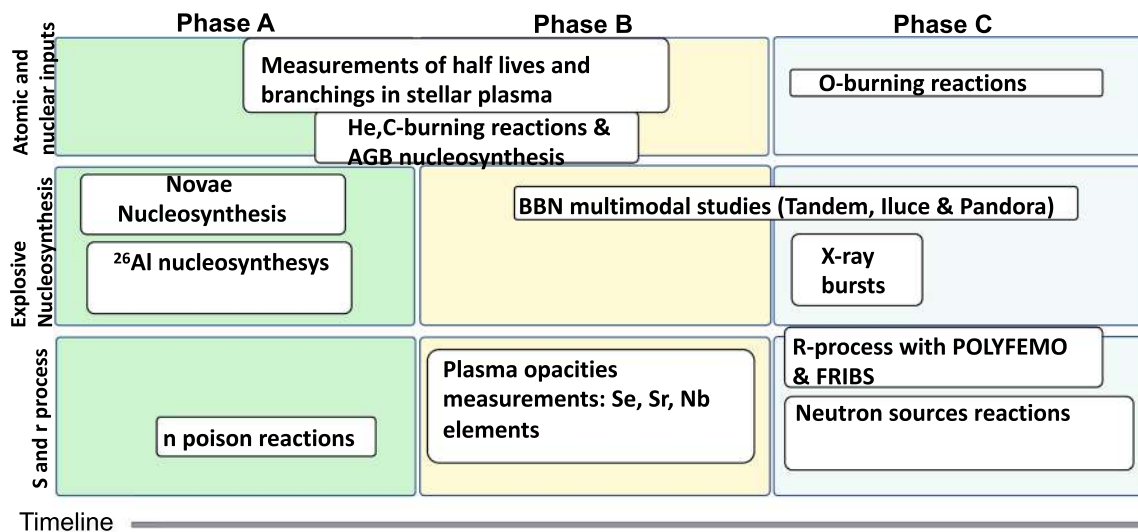 Phase A
Phase B
Phase C
Atomic and
nuclear inputs
Measurements of half lives and
branchings in stellar plasma
He,C-burning reactions &
AGB nucleosynthesis
O-burning reactions
Explosive
Nucleosynthesis
Novae
Nucleosynthesis
²⁶Al nucleosynthesys
BBN multimodal studies (Tandem, Iluce & Pandora)
X-ray
bursts
S and r process
n poison reactions
Plasma opacities
measurements: Se, Sr, Nb
elements
R-process with POLYFEMO
& FRIBS
Neutron sources reactions
Timeline